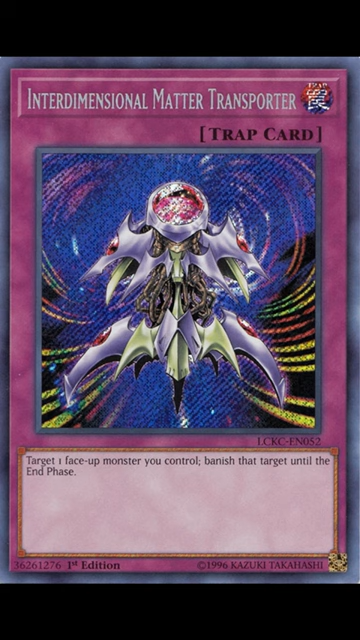 INTERDIMENSIONAL MATTER TRANSPORTER
[TRAP CARD]
LCKC-EN052
Target 1 face-up monster you control; banish that target until the
End Phase.
36261276 1st Edition ©1996 KAZUKI TAKAHASHI